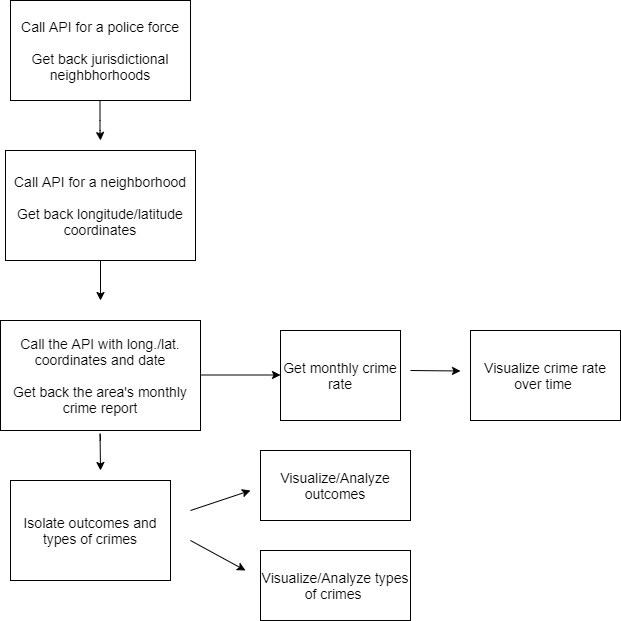 Call API for a police force
Get back jurisdictional
neighbhorhoods
Call API for a neighborhood
Get back longitude/latitude
coordinates
Call the API with long./lat.
coordinates and date
Get back the area's monthly
crime report
Get monthly crime
rate
Visualize crime rate
over time
Isolate outcomes and
types of crimes
Visualize/Analyze
outcomes
Visualize/Analyze types
of crimes